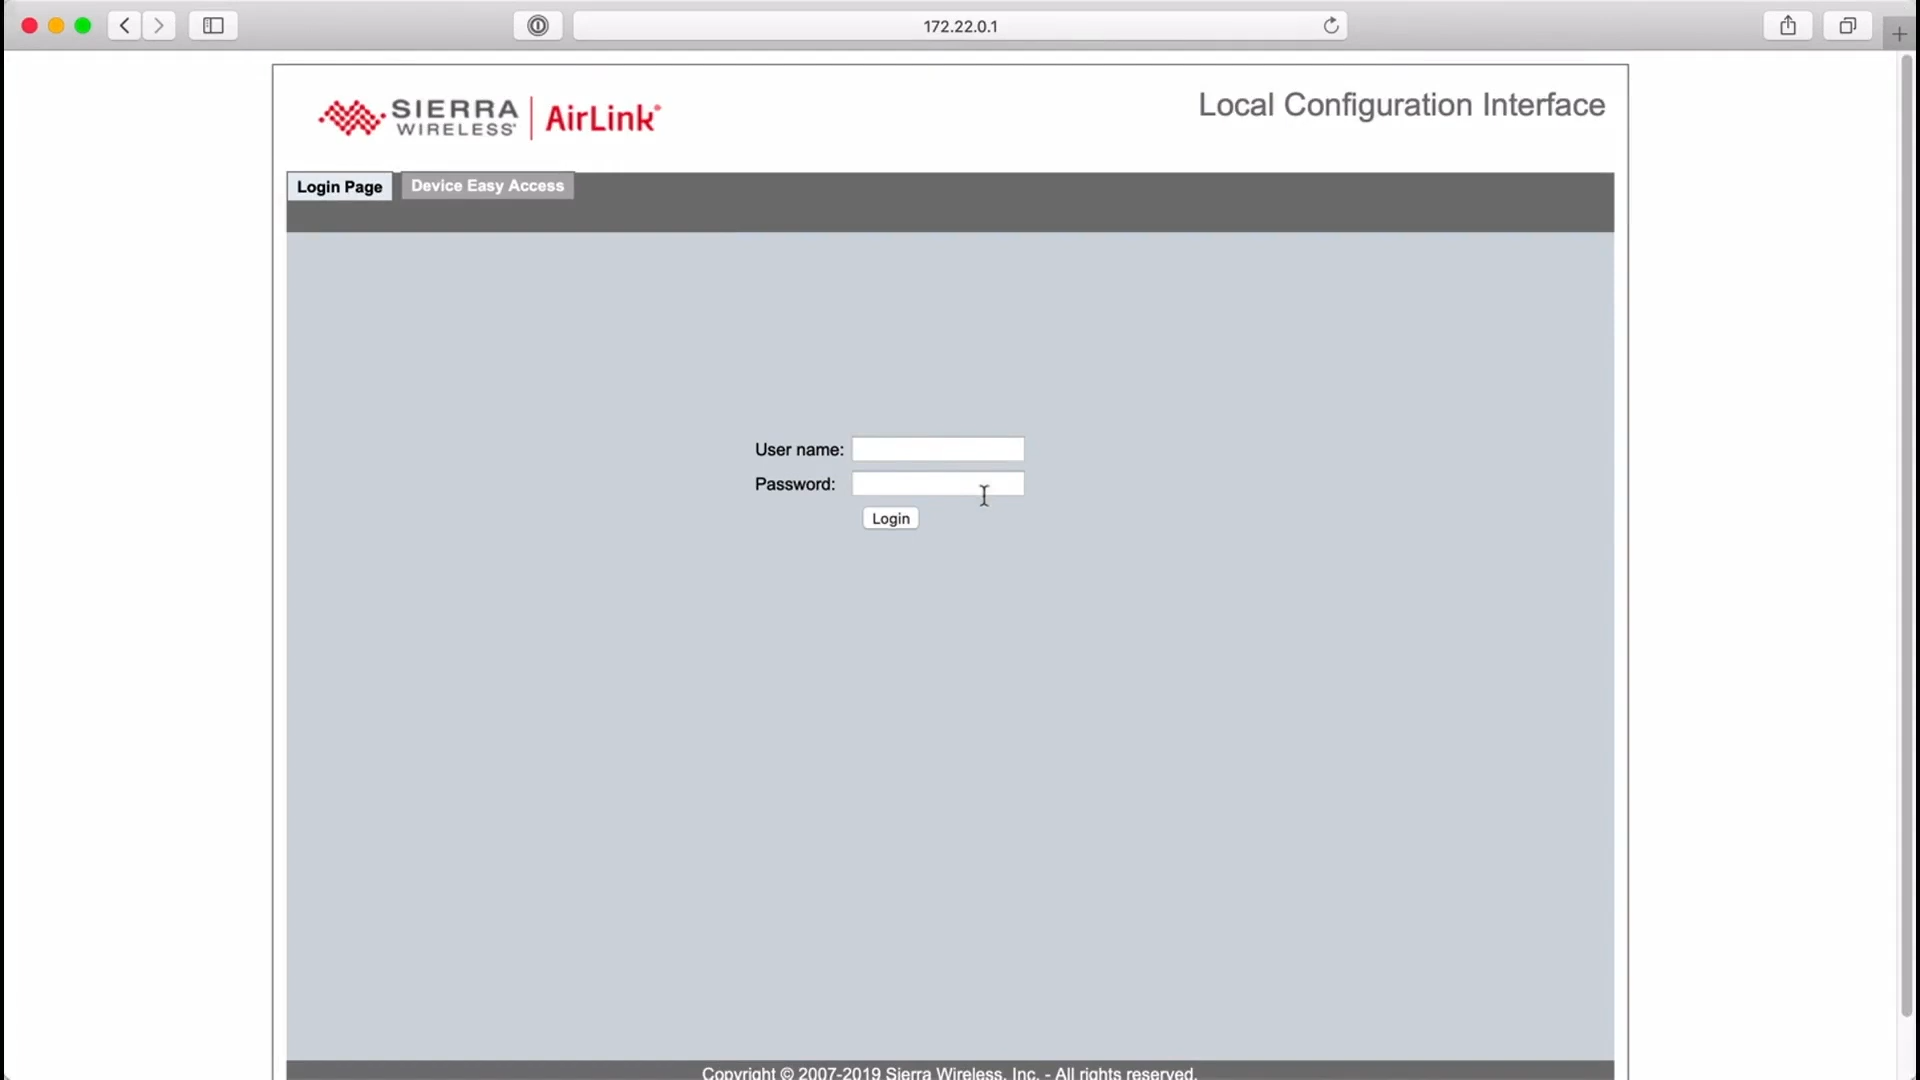 172.22.0.1
SIERRA WIRELESS | AirLink®
Local Configuration Interface
Login Page
Device Easy Access
User name:
Password:
Login
Copyright © 2007-2019 Sierra Wireless, Inc. - All rights reserved.